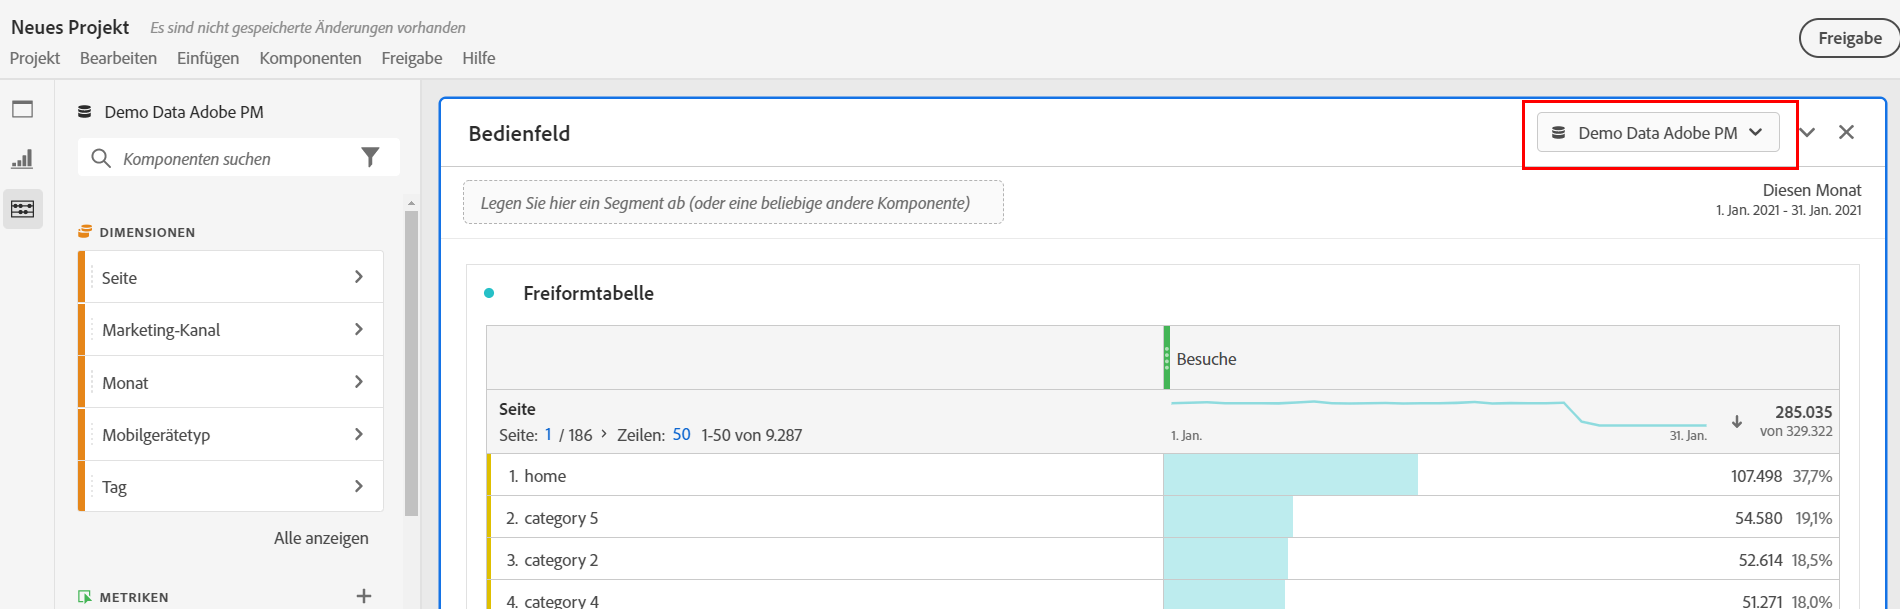 Neues Projekt Es sind nicht gespeicherte Änderungen vorhanden
Projekt Bearbeiten Einfügen Komponenten Freigabe Hilfe
Freigabe
Demo Data Adobe PM
Komponenten suchen
DIMENSIONEN
Seite
Marketing-Kanal
Monat
Mobilgerätetyp
Tag
Alle anzeigen
METRIKEN
Bedienfeld
Demo Data Adobe PM
Legen Sie hier ein Segment ab (oder eine beliebige andere Komponente)
Diesen Monat
1. Jan. 2021 - 31. Jan. 2021
Freiformtabelle
Besuche
Seite
Seite: 1 / 186 > Zeilen: 50 1-50 von 9.287
1. Jan. 31. Jan.
285.035
von 329.322
1. home 107.498 37,7%
2. category 5 54.580 19,1%
3. category 2 52.614 18,5%
4. category 4 51.271 18,0%